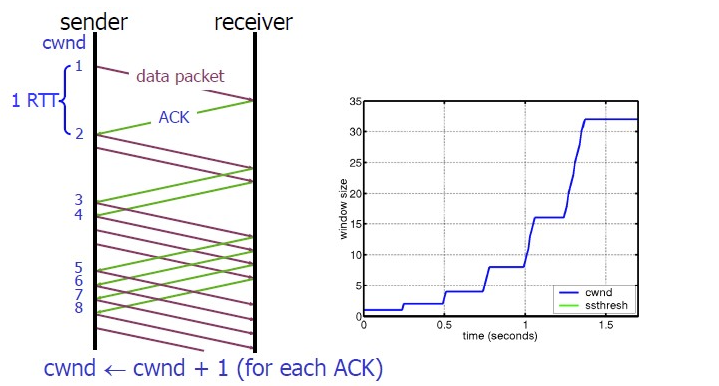 sender
receiver
cwnd
1
data packet
1 RTT
ACK
2
3
4
5
6
7
8
cwnd ← cwnd + 1 (for each ACK)
35
30
25
20
15
10
5
0
window size
0
0.5
1
1.5
time (seconds)
cwnd
ssthresh